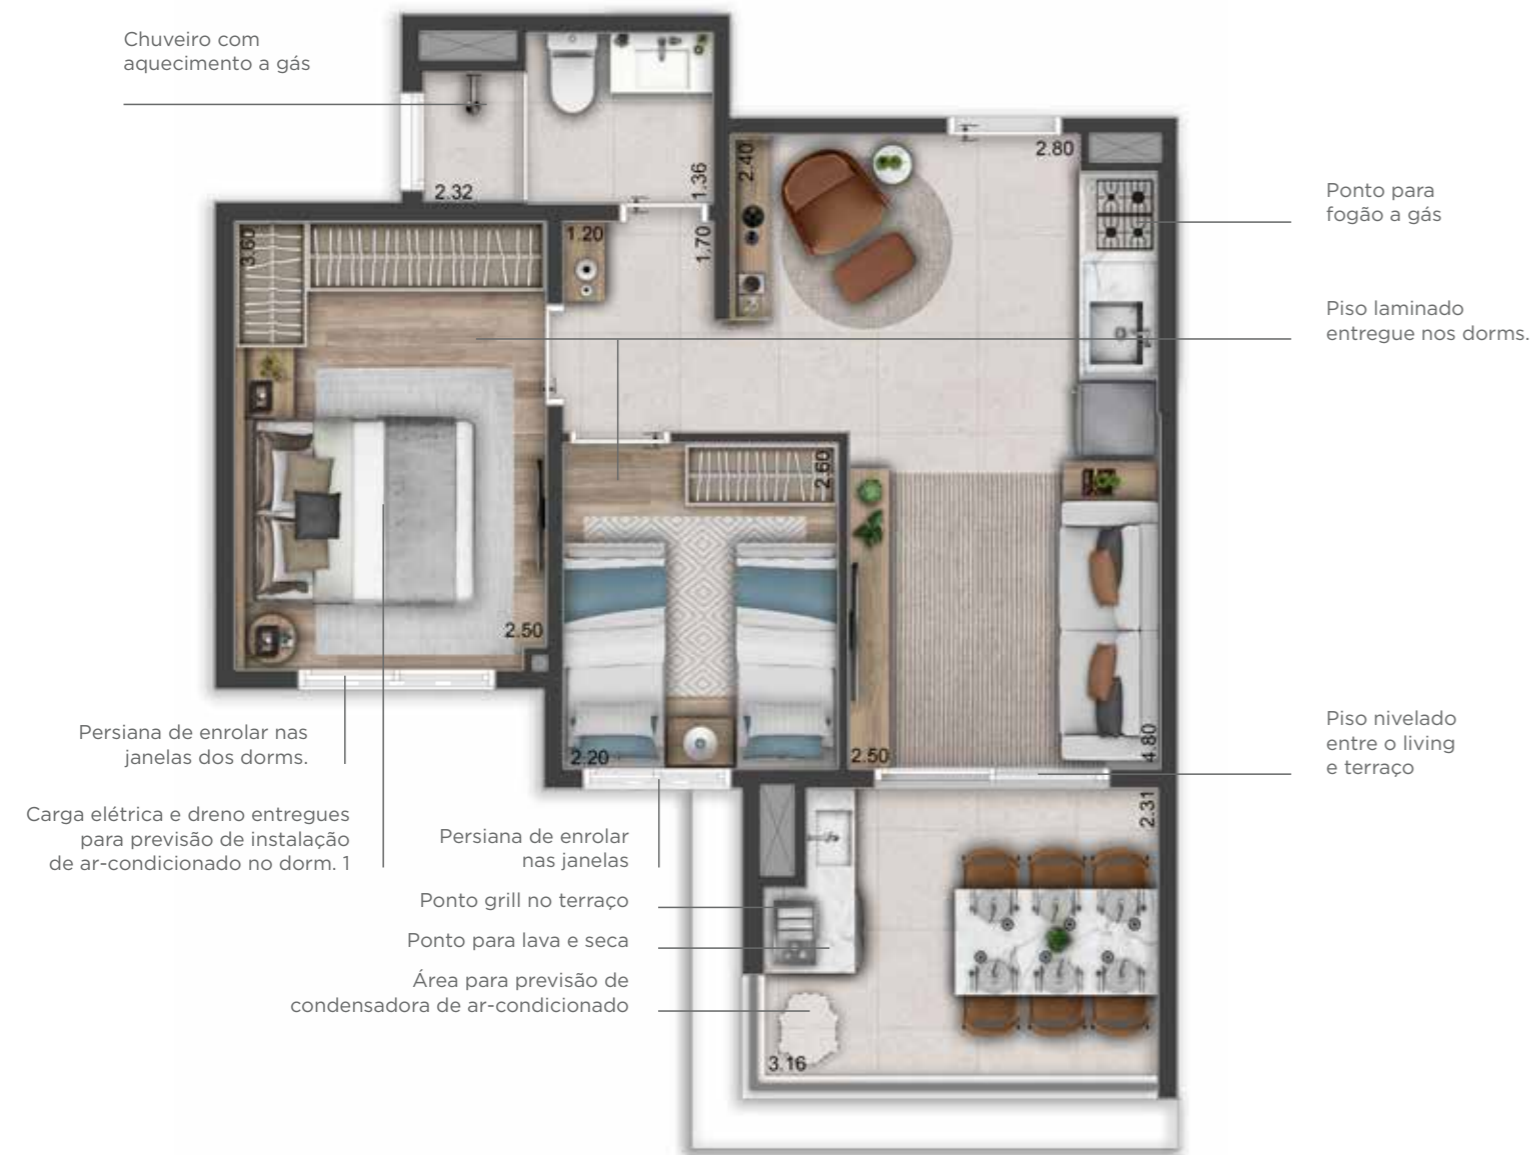 Chuveiro com
aquecimento a gás
2.32
1.36
2.40
2.80
Ponto para
fogão a gás
3.60
1.20
1.70
Piso laminado
entregue nos dorms.
2.60
2.50
2.20
2.50
4.80
Piso nivelado
entre o living
e terraço
Persiana de enrolar nas
janelas dos dorms.
Carga elétrica e dreno entregues
para previsão de instalação
de ar-condicionado no dorm. 1
2.31
Persiana de enrolar
nas janelas
Ponto grill no terraço
Ponto para lava e seca
Área para previsão de
condensadora de ar-condicionado
3.16